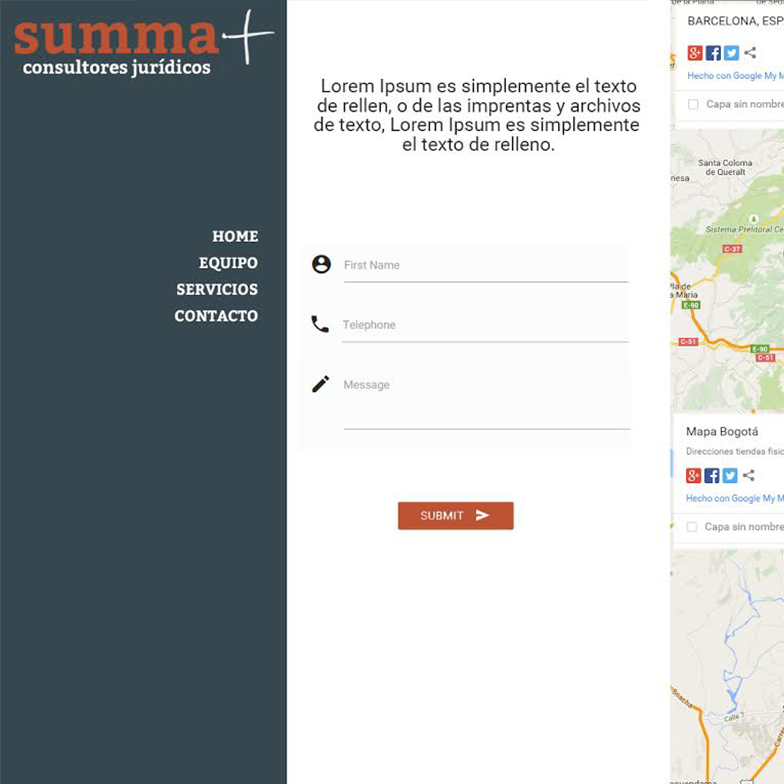 summa+
consultores jurídicos
HOME
EQUIPO
SERVICIOS
CONTACTO
Lorem Ipsum es simplemente el texto
de rellen, o de las imprentas y archivos
de texto, Lorem Ipsum es simplemente
el texto de relleno.
First Name
Telephone
Message
SUBMIT
BARCELONA, ESP
Hecho con Google My M
Capa sin nombre
Santa Coloma
de Queralt
Sistema Prelitoral Ce
C-37
E-90
C-51
E-90
C-51
Mapa Bogotá
Direcciones tiendas físic
Hecho con Google My M
Capa sin nombre
Soacha
Calle 7